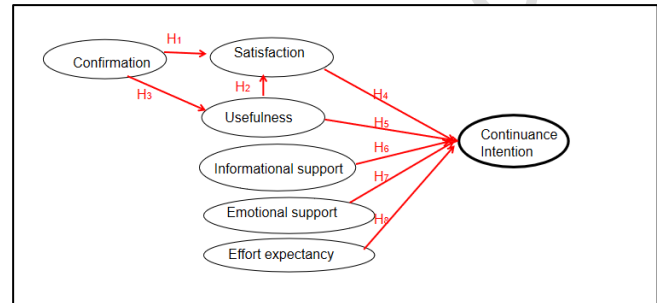 H1
Satisfaction
Confirmation
H2
H3
H4
Usefulness
H5
Continuance
Intention
H6
Informational support
H7
Emotional support
H8
Effort expectancy